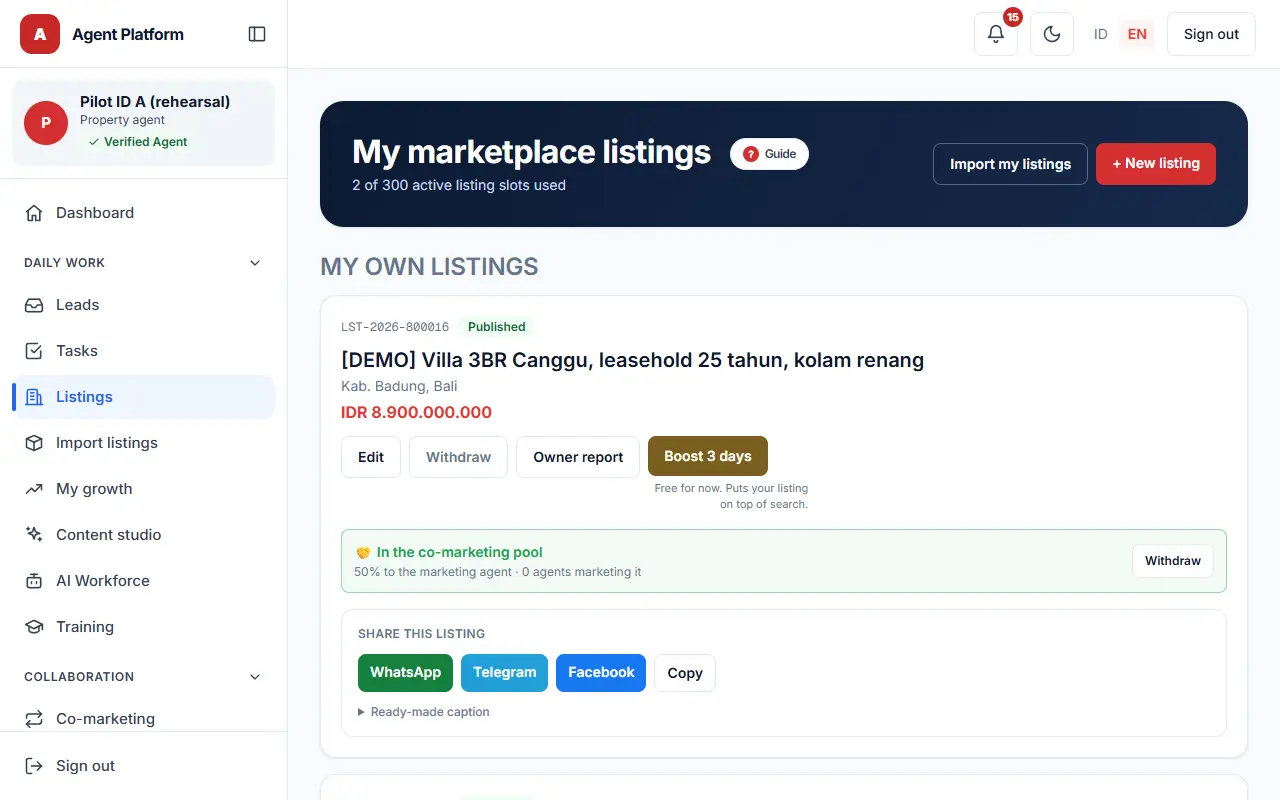 A
Agent Platform
P
Pilot ID A (rehearsal)
Property agent
✓ Verified Agent
Dashboard
DAILY WORK
Leads
Tasks
Listings
Import listings
My growth
Content studio
AI Workforce
Training
COLLABORATION
Co-marketing
Sign out
15
ID
EN
Sign out
My marketplace listings
? Guide
2 of 300 active listing slots used
Import my listings
+ New listing
MY OWN LISTINGS
LST-2026-800016
Published
[DEMO] Villa 3BR Canggu, leasehold 25 tahun, kolam renang
Kab. Badung, Bali
IDR 8.900.000.000
Edit
Withdraw
Owner report
Boost 3 days
Free for now. Puts your listing
on top of search.
🤝 In the co-marketing pool
50% to the marketing agent · 0 agents marketing it
Withdraw
SHARE THIS LISTING
WhatsApp
Telegram
Facebook
Copy
▶ Ready-made caption